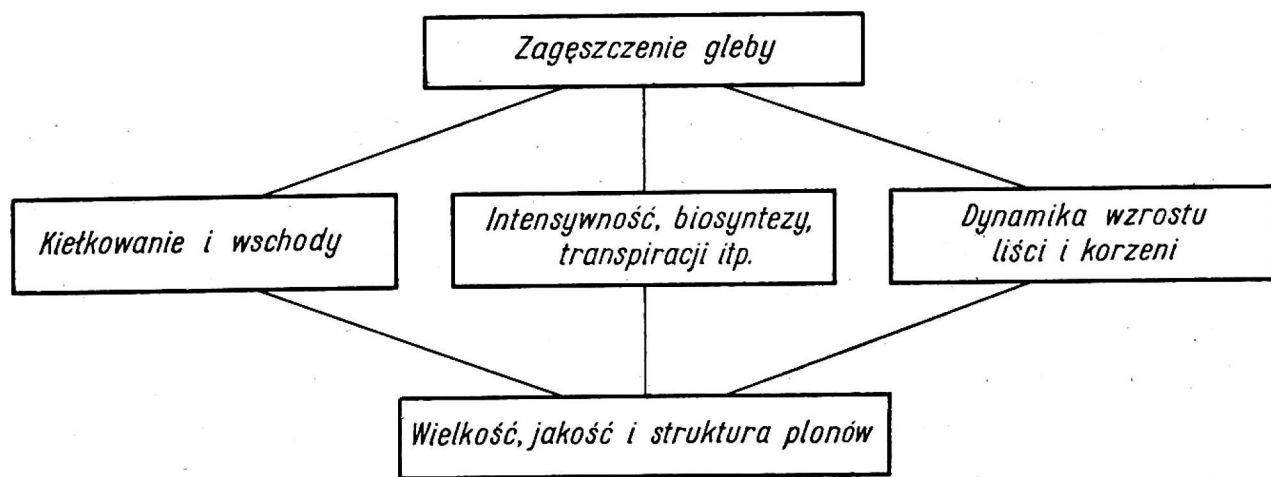 Zagęszczenie gleby
Kiełkowanie i wschody
Intensywność, biosyntezy,
transpiracji itp.
Dynamika wzrostu
liści i korzeni
Wielkość, jakość i struktura plonów